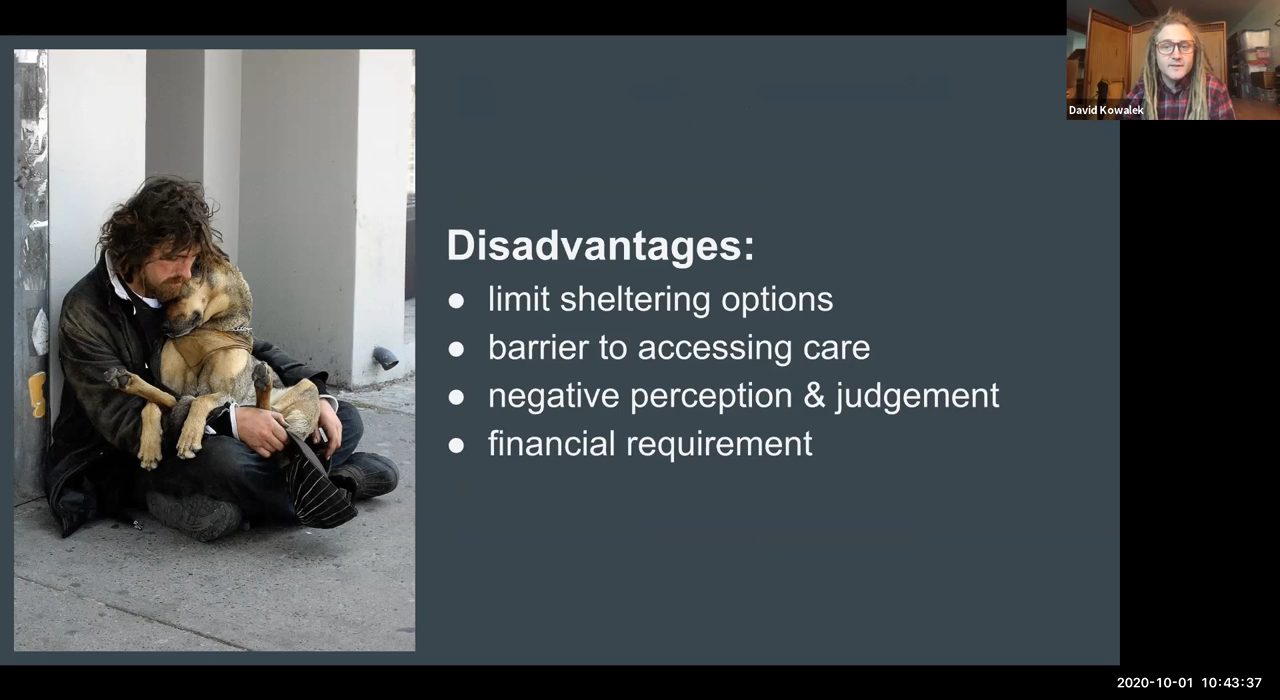 David Kowalek
Disadvantages:
● limit sheltering options
● barrier to accessing care
● negative perception & judgement
● financial requirement
2020-10-01 10:43:37